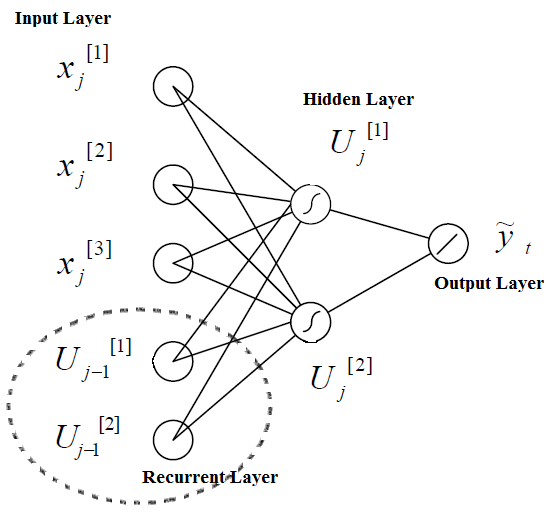 Input Layer
x_j^[1]
Hidden Layer
U_j^[1]
x_j^[2]
ỹ_t
x_j^[3]
Output Layer
U_{j-1}^[1]
U_j^[2]
U_{j-1}^[2]
Recurrent Layer